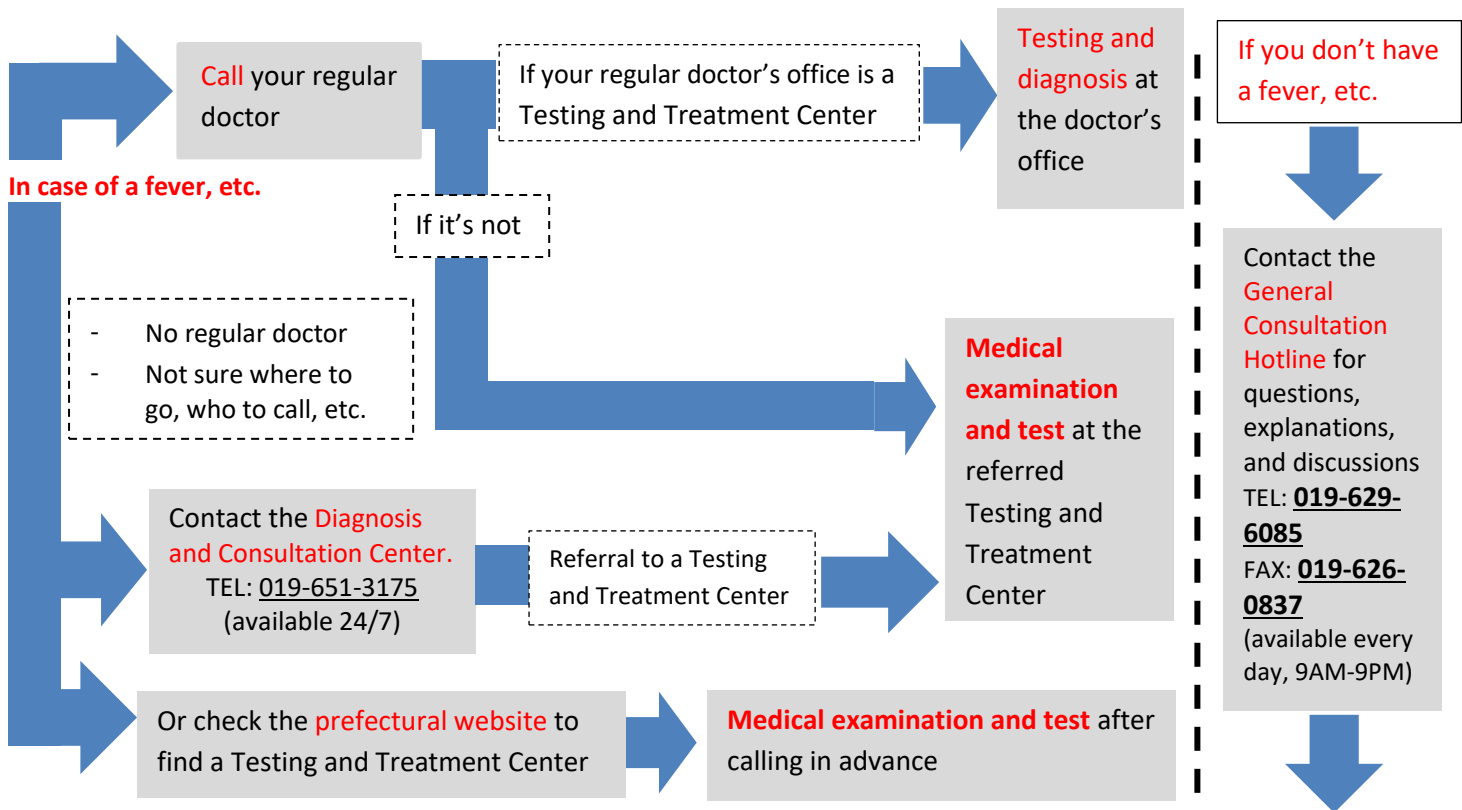 Call your regular
doctor
If your regular doctor’s office is a
Testing and Treatment Center
Testing and
diagnosis at
the doctor’s
office
In case of a fever, etc.
If it’s not
- No regular doctor
- Not sure where to
go, who to call, etc.
Medical
examination
and test at the
referred
Testing and
Treatment
Center
Contact the Diagnosis
and Consultation Center.
TEL: 019-651-3175
(available 24/7)
Referral to a Testing
and Treatment Center
Or check the prefectural website to
find a Testing and Treatment Center
Medical examination and test after
calling in advance
If you don’t have
a fever, etc.
Contact the
General
Consultation
Hotline for
questions,
explanations,
and discussions
TEL: 019-629-
6085
FAX: 019-626-
0837
(available every
day, 9AM-9PM)